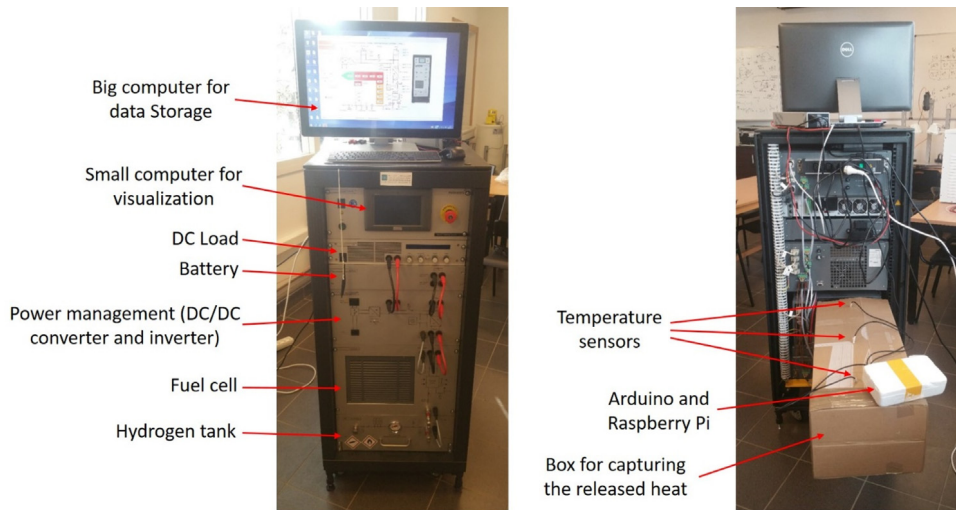 Big computer for
data Storage
Small computer for
visualization
DC Load
Battery
Power management (DC/DC
converter and inverter)
Fuel cell
Hydrogen tank
DELL
Temperature
sensors
Arduino and
Raspberry Pi
Box for capturing
the released heat